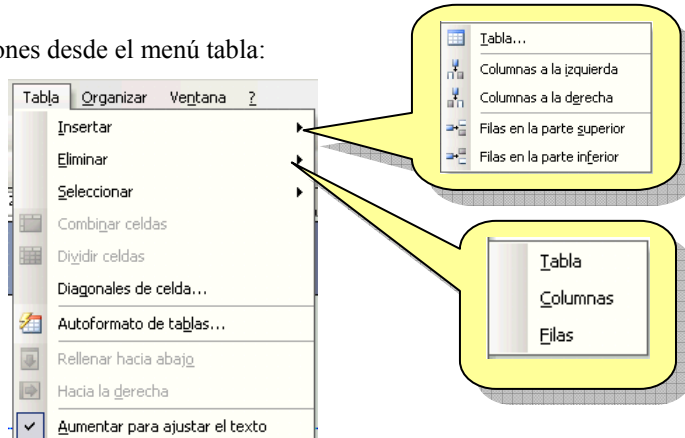 ones desde el menú tabla:
Tabla Organizar Ventana ?
Insertar
Eliminar
Seleccionar
Combinar celdas
Dividir celdas
Diagonales de celda...
Autoformato de tablas...
Rellenar hacia abajo
Hacia la derecha
Aumentar para ajustar el texto
Tabla...
Columnas a la izquierda
Columnas a la derecha
Filas en la parte superior
Filas en la parte inferior
Tabla
Columnas
Filas